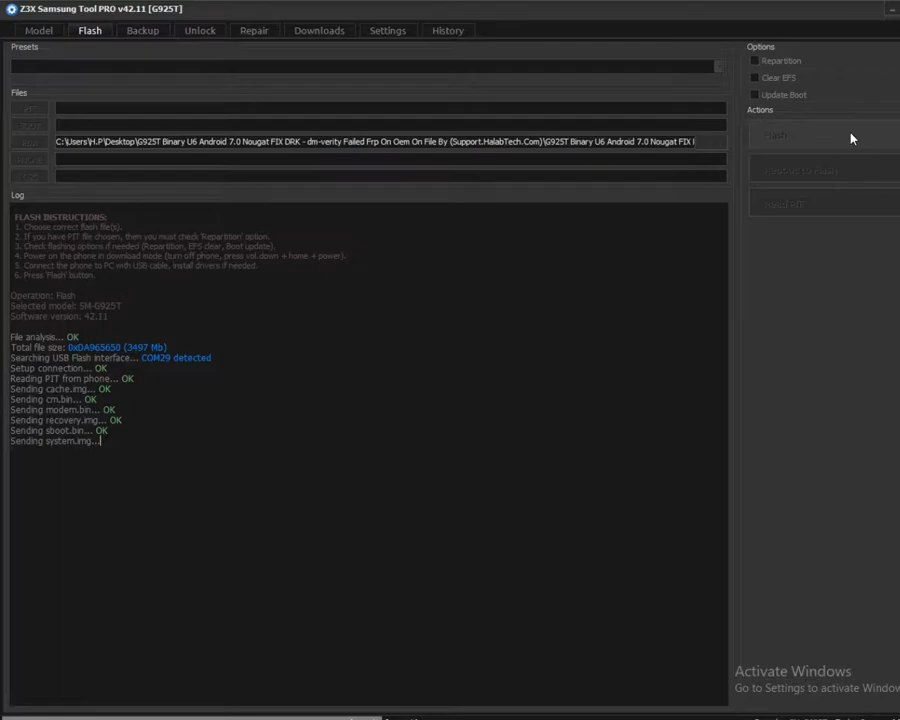 Z3X Samsung Tool PRO v42.11 [G925T]
Model Flash Backup Unlock Repair Downloads Settings History
Presets
Options
Repartition
Clear EFS
Update Boot
Files
Actions
Flash
C:\Users\H.P\Desktop\G925T Binary U6 Android 7.0 Nougat FIX DRK - dm-verity Failed Frp On Oem On File By (Support.HalabTech.Com)\G925T Binary U6 Android 7.0 Nougat FIX
Log
FLASH INSTRUCTIONS:
1. Choose correct flash file(s).
2. If you have PIT file chosen, then you must check 'Repartition' option.
3. Check flashing options if needed (Repartition, EFS clear, Boot update).
4. Power on the phone in download mode (turn off phone, press vol.down + home + power).
5. Connect the phone to PC with USB cable, install drivers if needed.
6. Press 'Flash' button.
Operation: Flash
Selected model: SM-G925T
Software version: 42.11
File analysis... OK
Total file size: 0xDA965650 (3497 Mb)
Searching USB Flash interface... COM29 detected
Setup connection... OK
Reading PIT from phone... OK
Sending cache.img... OK
Sending cm.bin... OK
Sending modem.bin... OK
Sending recovery.img... OK
Sending sboot.bin... OK
Sending system.img...
Activate Windows
Go to Settings to activate Window